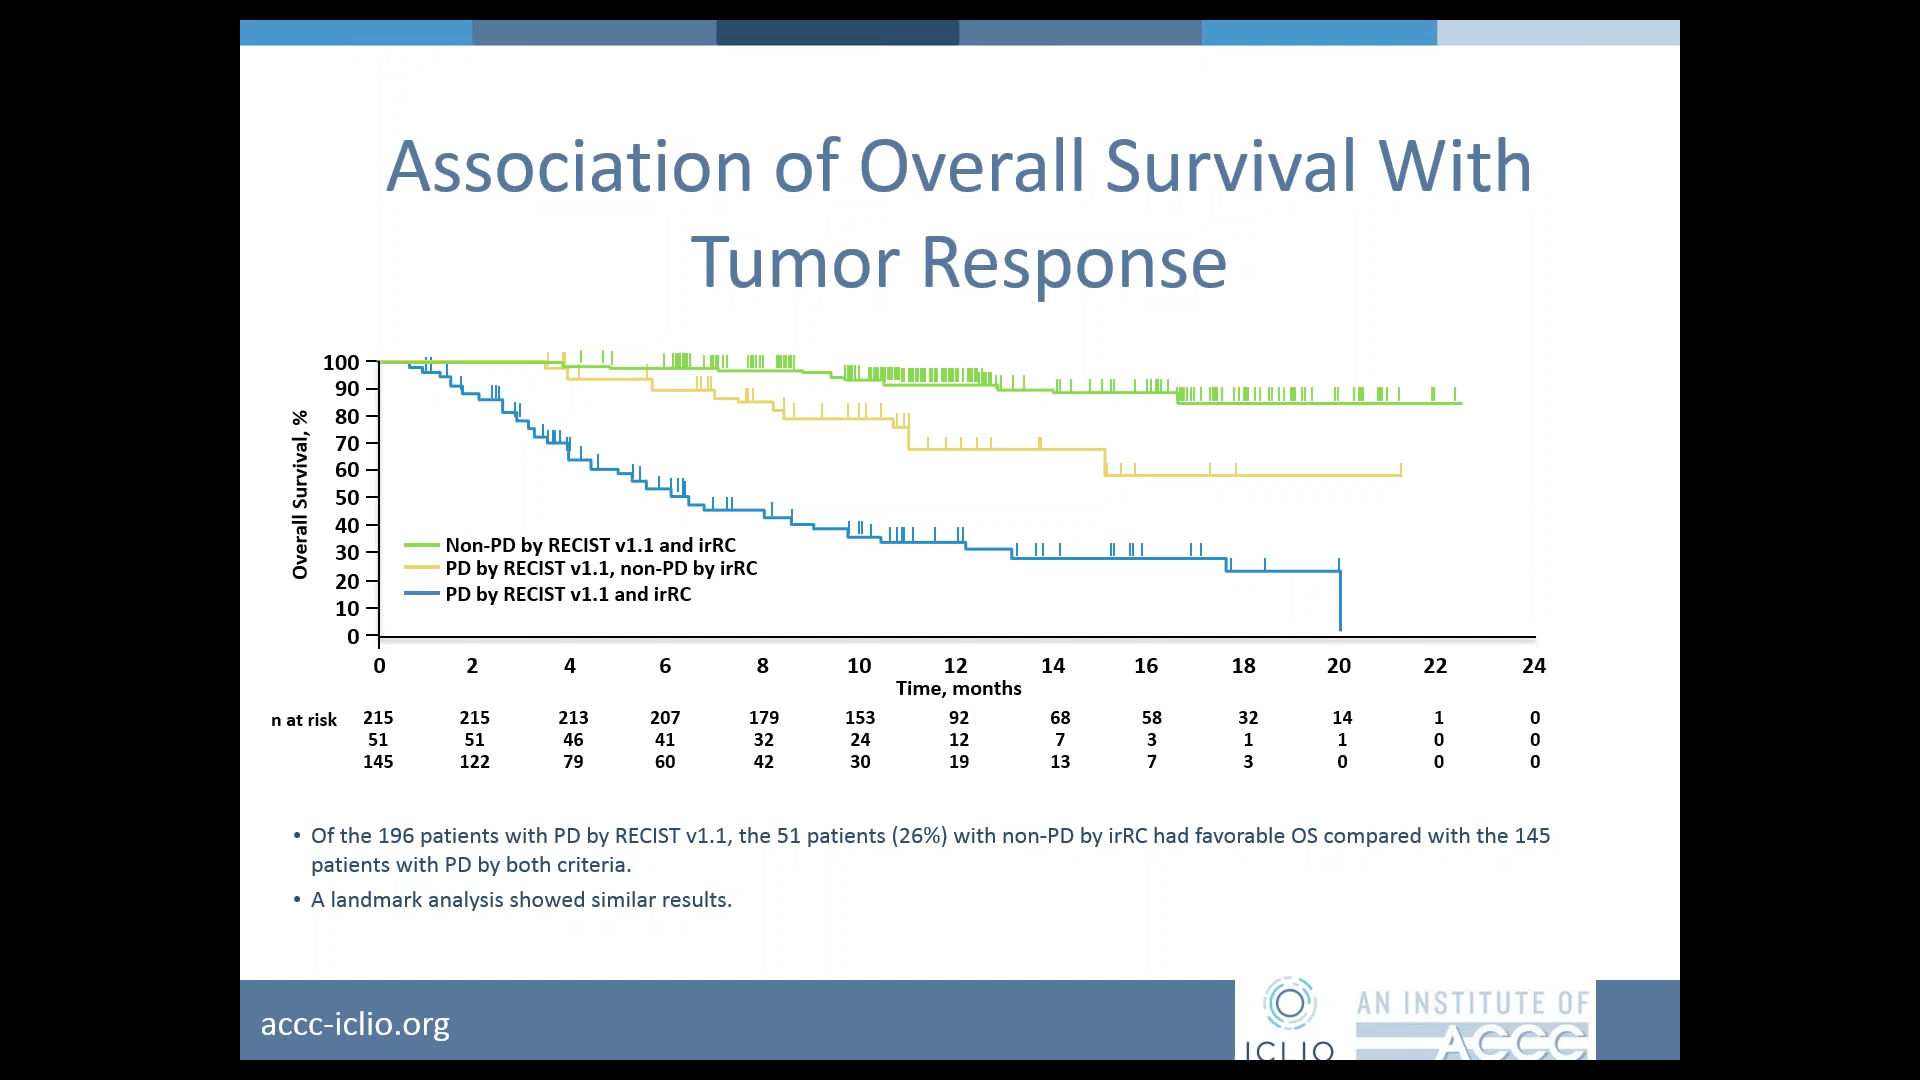 Association of Overall Survival With
Tumor Response
Overall Survival, %
100
90
80
70
60
50
40
30
20
10
0
Non-PD by RECIST v1.1 and irRC
PD by RECIST v1.1, non-PD by irRC
PD by RECIST v1.1 and irRC
0 2 4 6 8 10 12 14 16 18 20 22 24
Time, months
n at risk 215 215 213 207 179 153 92 68 58 32 14 1 0
51 51 46 41 32 24 12 7 3 1 1 0 0
145 122 79 60 42 30 19 13 7 3 0 0 0
• Of the 196 patients with PD by RECIST v1.1, the 51 patients (26%) with non-PD by irRC had favorable OS compared with the 145
patients with PD by both criteria.
• A landmark analysis showed similar results.
accc-iclio.org
ICLIO
AN INSTITUTE OF
ACCC